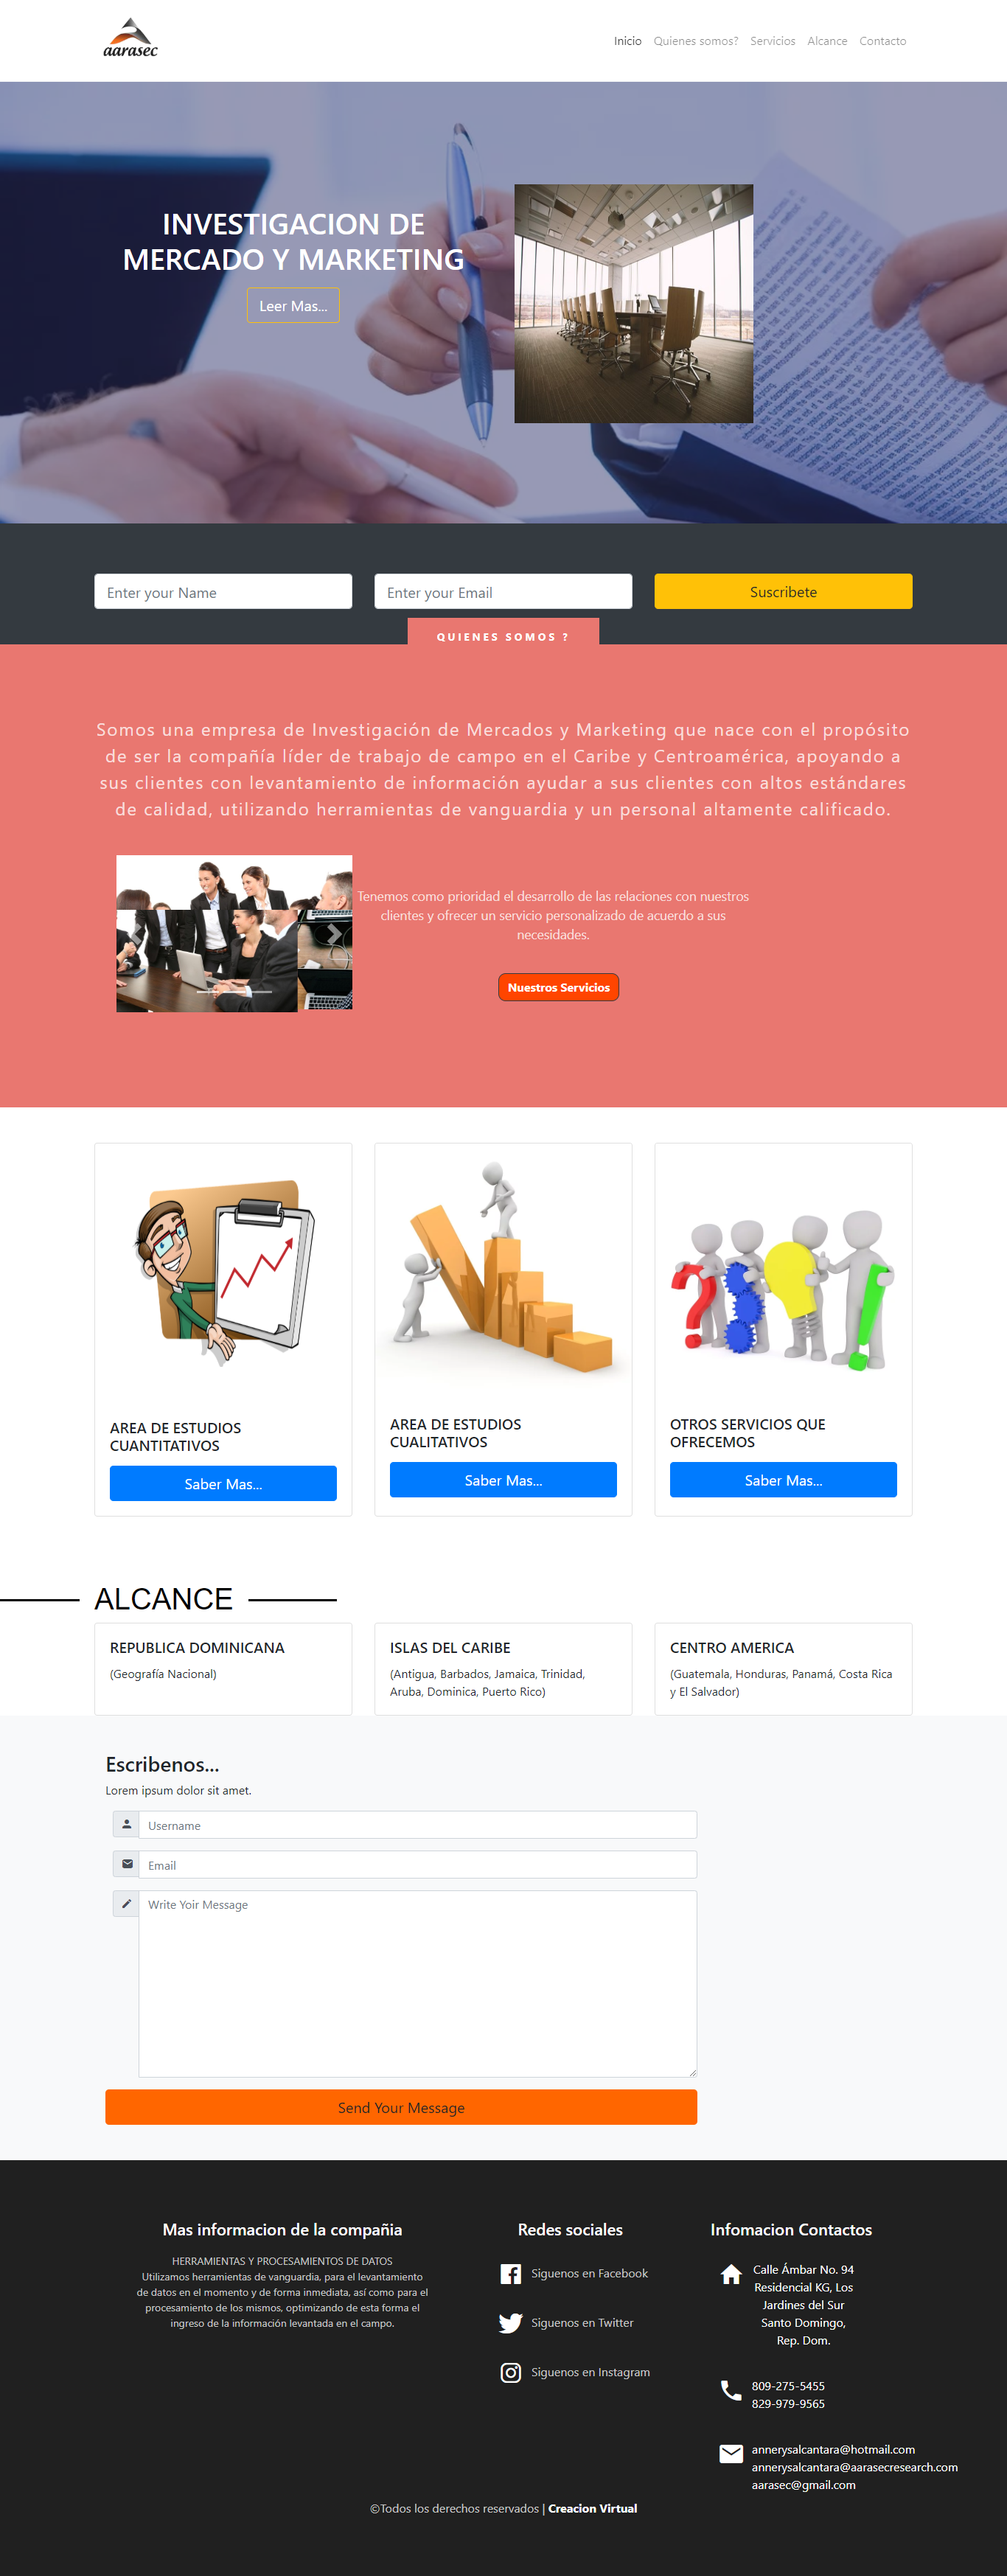 aarasec
Inicio Quienes somos? Servicios Alcance Contacto
INVESTIGACION DE
MERCADO Y MARKETING
Leer Mas...
Enter your Name
Enter your Email
Suscribete
QUIENES SOMOS ?
Somos una empresa de Investigación de Mercados y Marketing que nace con el propósito
de ser la compañía líder de trabajo de campo en el Caribe y Centroamérica, apoyando a
sus clientes con levantamiento de información ayudar a sus clientes con altos estándares
de calidad, utilizando herramientas de vanguardia y un personal altamente calificado.
Tenemos como prioridad el desarrollo de las relaciones con nuestros
clientes y ofrecer un servicio personalizado de acuerdo a sus
necesidades.
Nuestros Servicios
AREA DE ESTUDIOS
CUANTITATIVOS
Saber Mas...
AREA DE ESTUDIOS
CUALITATIVOS
Saber Mas...
OTROS SERVICIOS QUE
OFRECEMOS
Saber Mas...
ALCANCE
REPUBLICA DOMINICANA
(Geografía Nacional)
ISLAS DEL CARIBE
(Antigua, Barbados, Jamaica, Trinidad,
Aruba, Dominica, Puerto Rico)
CENTRO AMERICA
(Guatemala, Honduras, Panamá, Costa Rica
y El Salvador)
Escribenos...
Lorem ipsum dolor sit amet.
Username
Email
Write Yoir Message
Send Your Message
Mas informacion de la compañia
HERRAMIENTAS Y PROCESAMIENTOS DE DATOS
Utilizamos herramientas de vanguardia, para el levantamiento
de datos en el momento y de forma inmediata, así como para el
procesamiento de los mismos, optimizando de esta forma el
ingreso de la información levantada en el campo.
Redes sociales
Siguenos en Facebook
Siguenos en Twitter
Siguenos en Instagram
Infomacion Contactos
Calle Ámbar No. 94
Residencial KG, Los
Jardines del Sur
Santo Domingo,
Rep. Dom.
809-275-5455
829-979-9565
annerysalcantara@hotmail.com
annerysalcantara@aarasecresearch.com
aarasec@gmail.com
©Todos los derechos reservados | Creacion Virtual